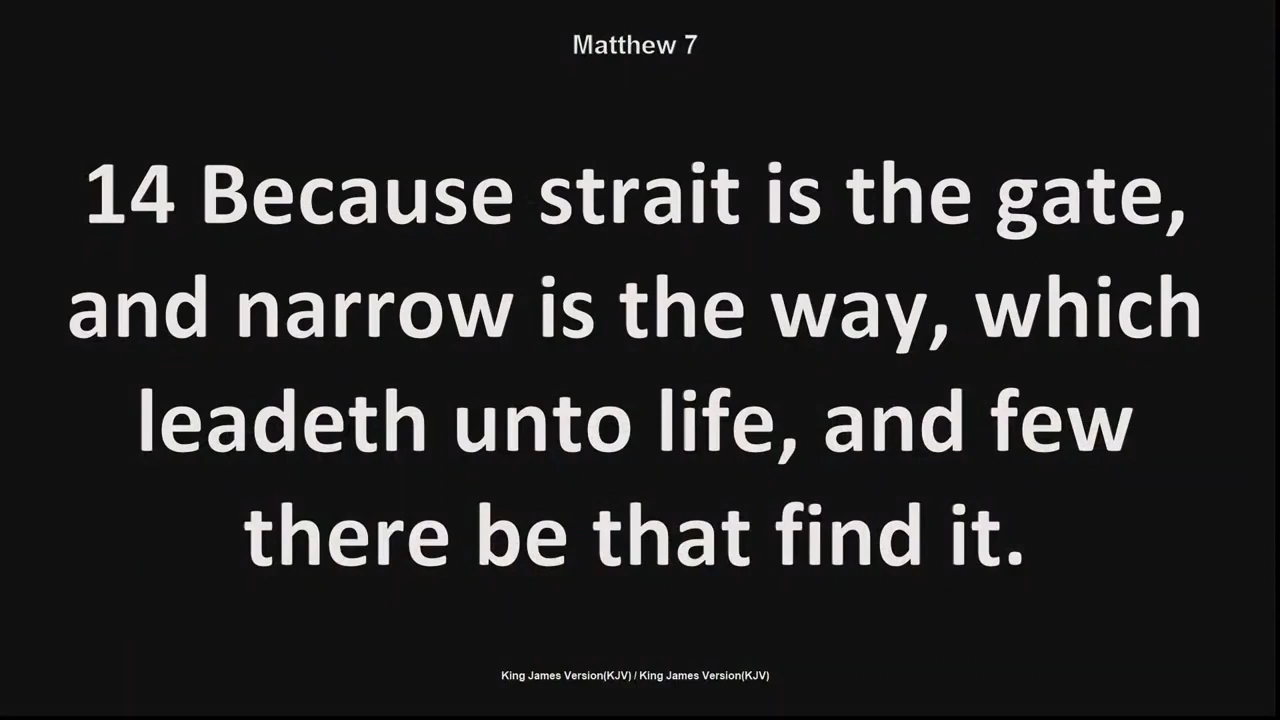 Matthew 7
14 Because strait is the gate,
and narrow is the way, which
leadeth unto life, and few
there be that find it.
King James Version(KJV) / King James Version(KJV)